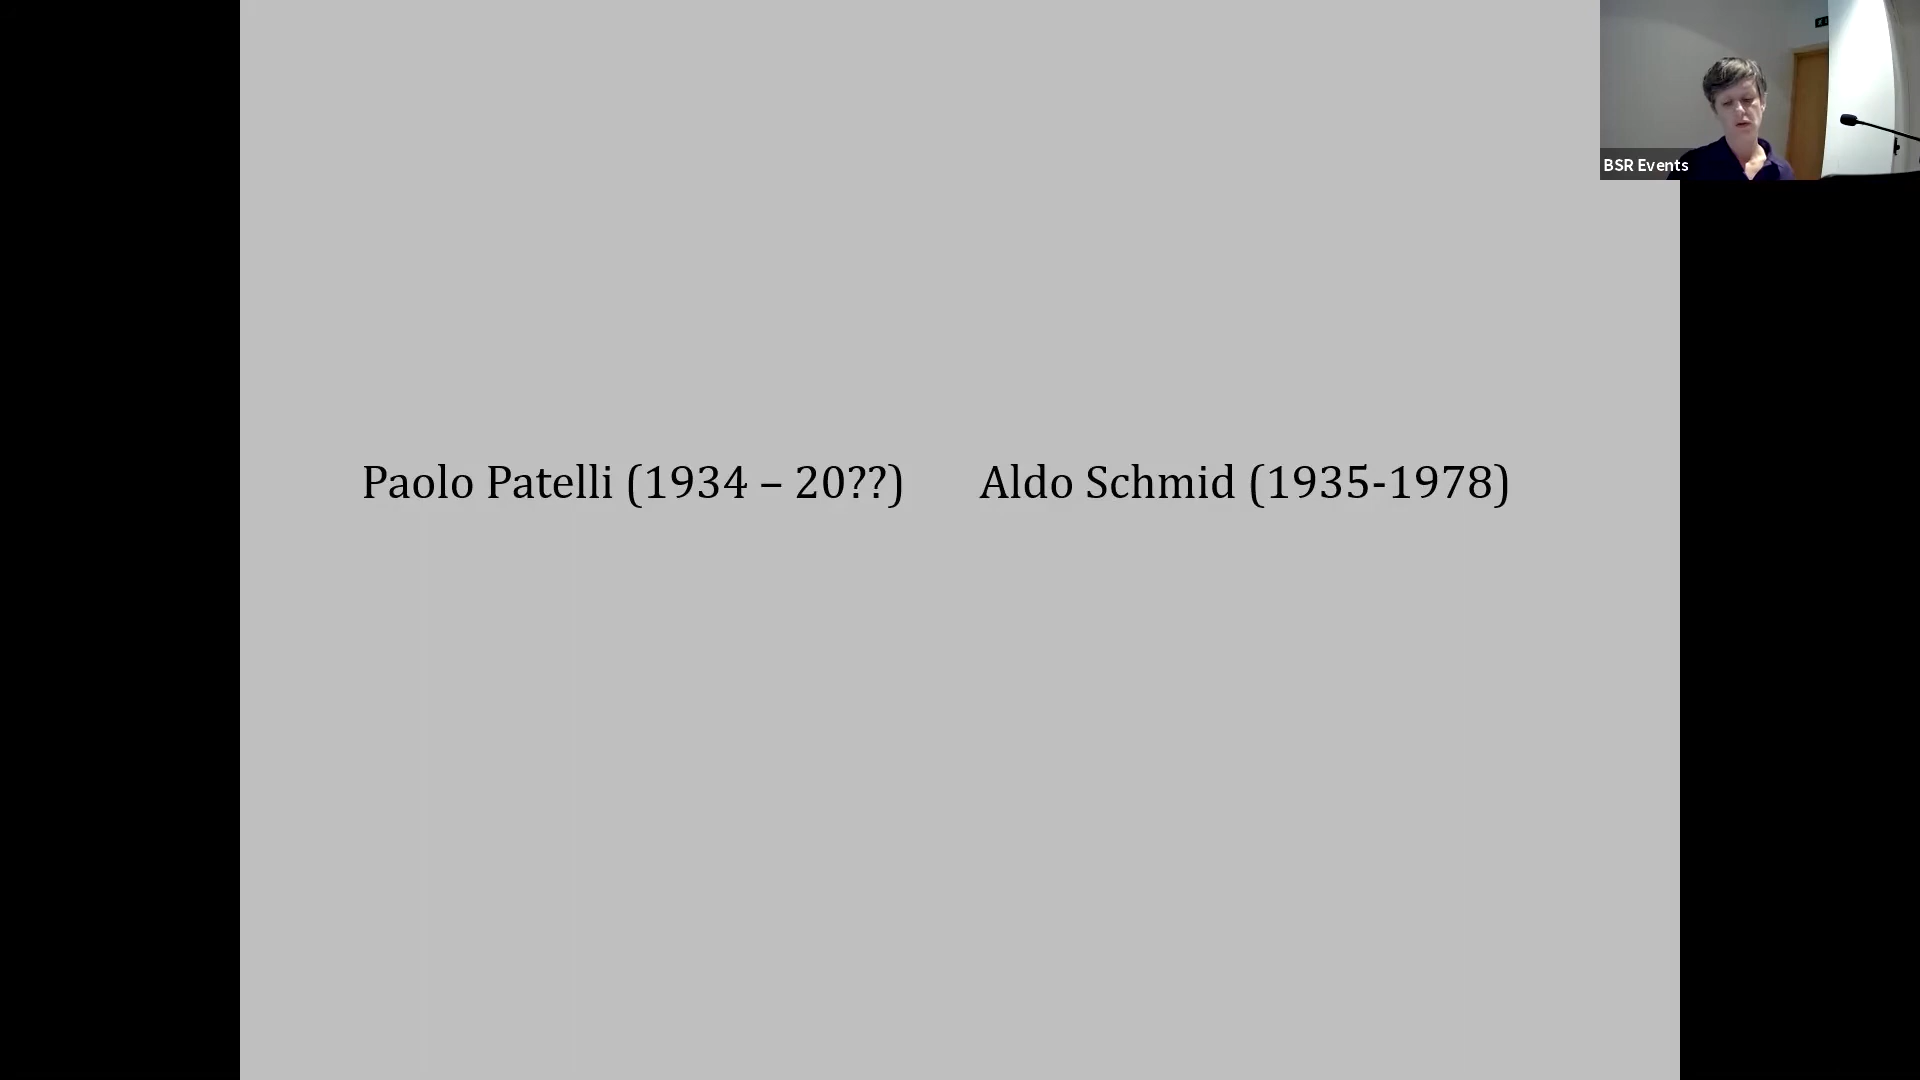 Paolo Patelli (1934 – 20??) Aldo Schmid (1935-1978)
BSR Events